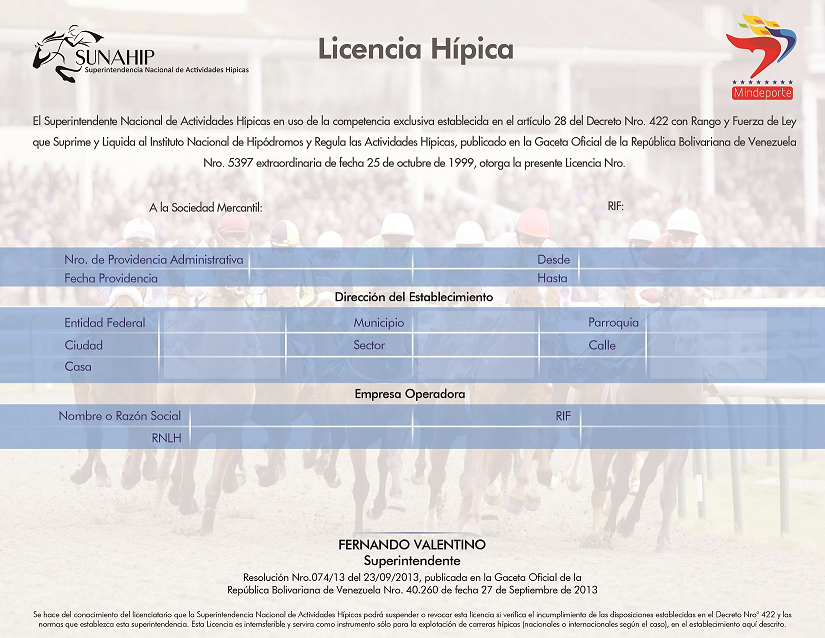 SUNAHIP
Superintendencia Nacional de Actividades Hípicas
Licencia Hípica
Mindeporte
El Superintendente Nacional de Actividades Hípicas en uso de la competencia exclusiva establecida en el artículo 28 del Decreto Nro. 422 con Rango y Fuerza de Ley
que Suprime y Liquida al Instituto Nacional de Hipódromos y Regula las Actividades Hípicas, publicado en la Gaceta Oficial de la República Bolivariana de Venezuela
Nro. 5397 extraordinaria de fecha 25 de octubre de 1999, otorga la presente Licencia Nro.
A la Sociedad Mercantil: RIF:
Nro. de Providencia Administrativa Desde
Fecha Providencia Hasta
Dirección del Establecimiento
Entidad Federal Municipio Parroquia
Ciudad Sector Calle
Casa
Empresa Operadora
Nombre o Razón Social RIF
RNLH
FERNANDO VALENTINO
Superintendente
Resolución Nro.074/13 del 23/09/2013, publicada en la Gaceta Oficial de la
República Bolivariana de Venezuela Nro. 40.260 de fecha 27 de Septiembre de 2013
Se hace del conocimiento del licenciatario que la Superintendencia Nacional de Actividades Hípicas podrá suspender o revocar esta licencia si verifica el incumplimiento de las disposiciones establecidas en el Decreto Nro° 422 y las
normas que establezca esta superintendencia. Esta Licencia es intemsferible y servira como instrumento sólo para la explotación de carreras hípicas (nacionales o internacionales según el caso), en el establecimiento aquí descrito.